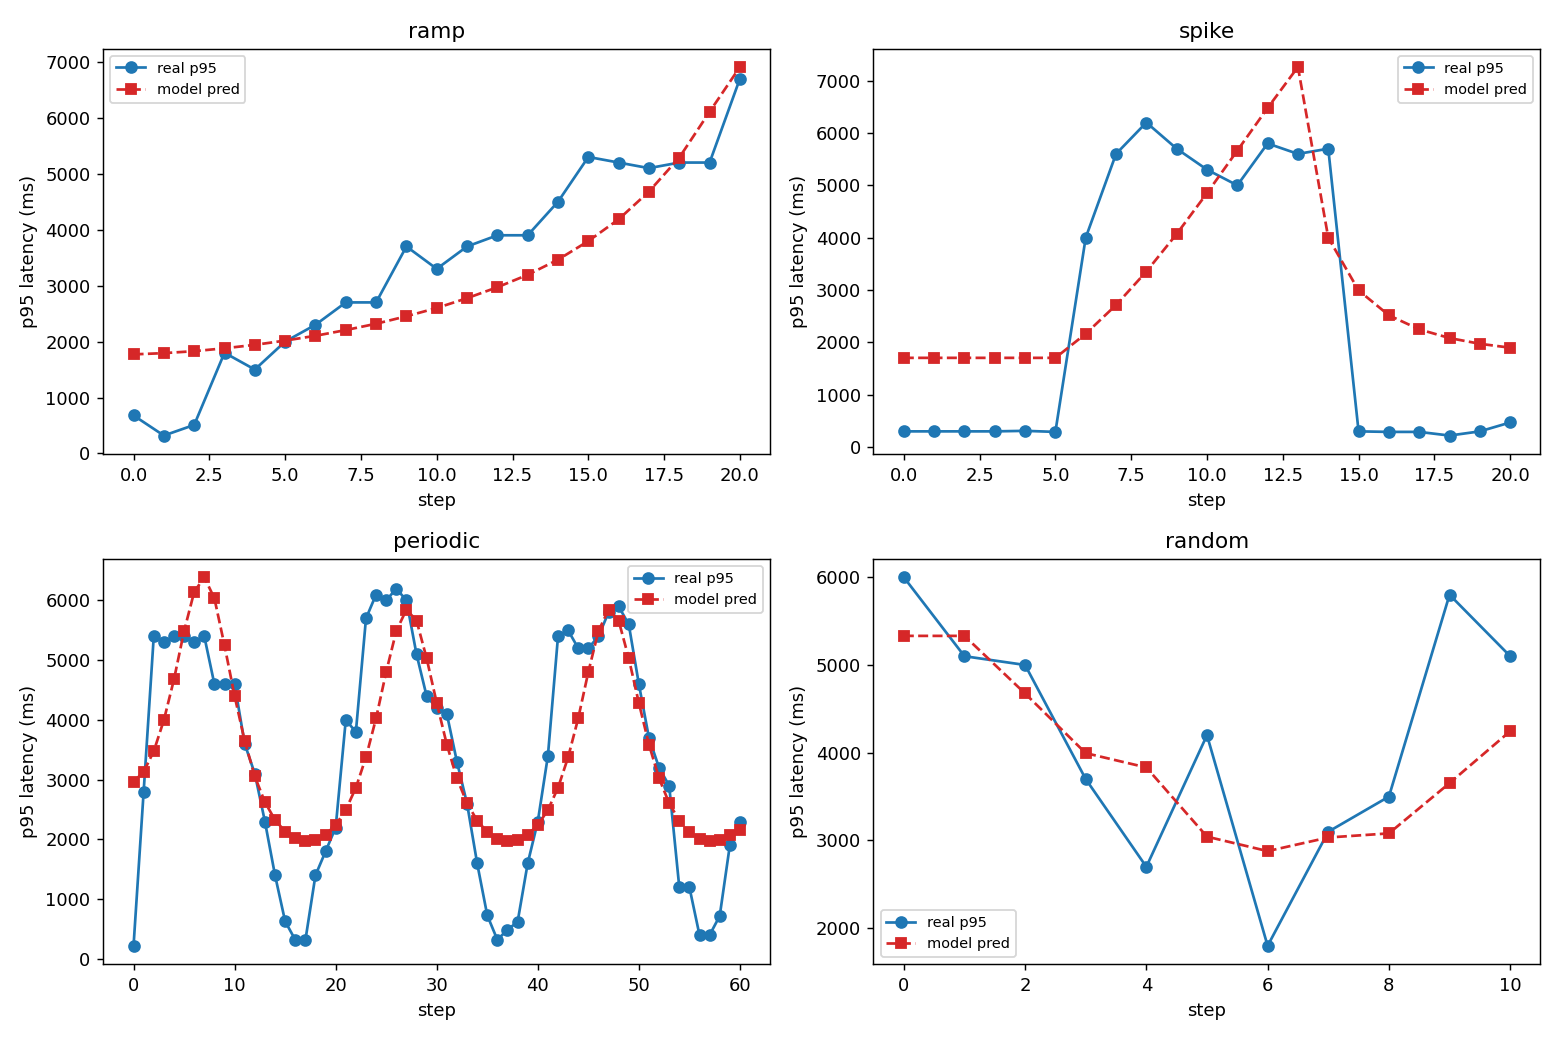 ramp
real p95
model pred
p95 latency (ms)
7000
6000
5000
4000
3000
2000
1000
0
0.0 2.5 5.0 7.5 10.0 12.5 15.0 17.5 20.0
step
spike
real p95
model pred
p95 latency (ms)
7000
6000
5000
4000
3000
2000
1000
0
0.0 2.5 5.0 7.5 10.0 12.5 15.0 17.5 20.0
step
periodic
real p95
model pred
p95 latency (ms)
6000
5000
4000
3000
2000
1000
0
0 10 20 30 40 50 60
step
random
p95 latency (ms)
6000
5000
4000
3000
2000
real p95
model pred
0 2 4 6 8 10
step